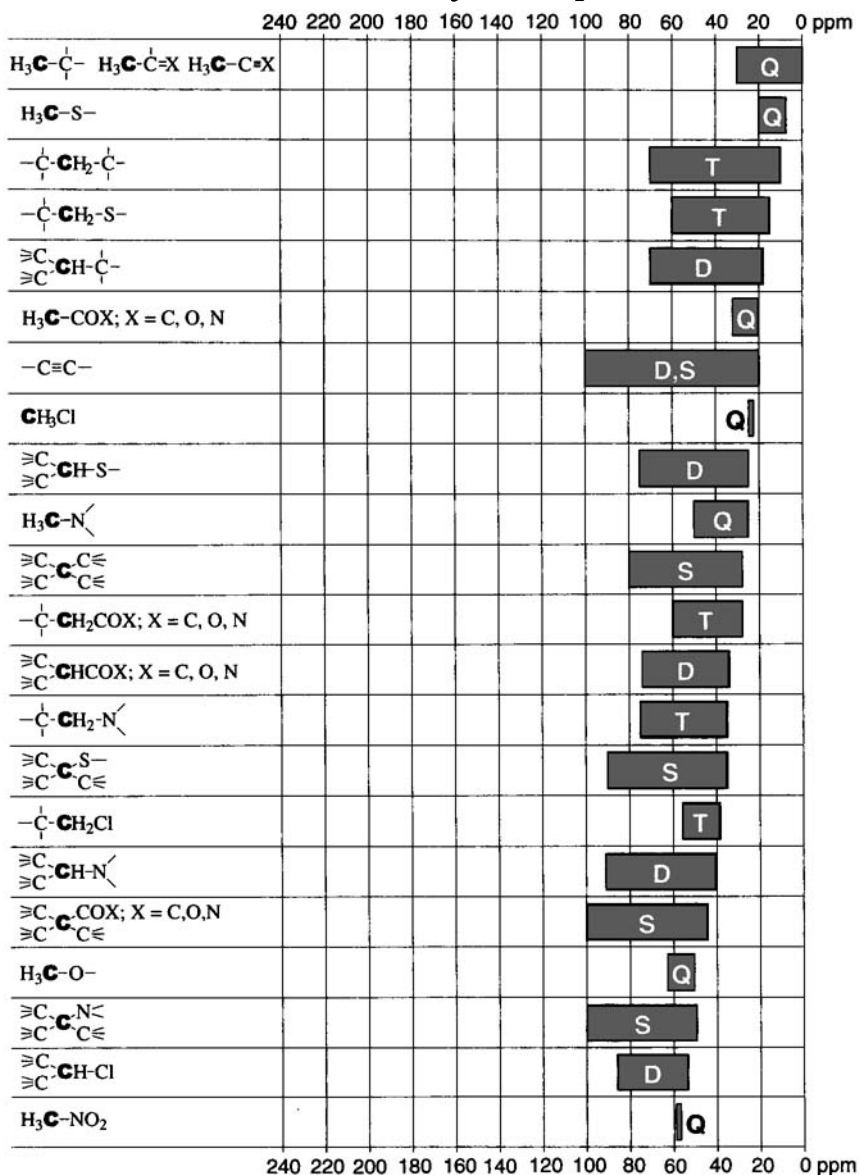 240 220 200 180 160 140 120 100 80 60 40 20 0 ppm
H₃C-C- H₃C-C=X H₃C-C≡X Q
H₃C-S- Q
-C-CH₂-C- T
-C-CH₂-S- T
≥C
≥C CH-C- D
H₃C-COX; X = C, O, N Q
-C≡C- D,S
CH₃Cl Q
≥C
≥C CH-S- D
H₃C-N Q
≥C C≤
≥C C C≤ S
-C-CH₂COX; X = C, O, N T
≥C
≥C CHCOX; X = C, O, N D
-C-CH₂-N T
≥C S-
≥C C C≤ S
-C-CH₂Cl T
≥C
≥C CH-N D
≥C COX; X = C,O,N
≥C C C≤ S
H₃C-O- Q
≥C N<
≥C C C≤ S
≥C
≥C CH-Cl D
H₃C-NO₂ Q
240 220 200 180 160 140 120 100 80 60 40 20 0 ppm